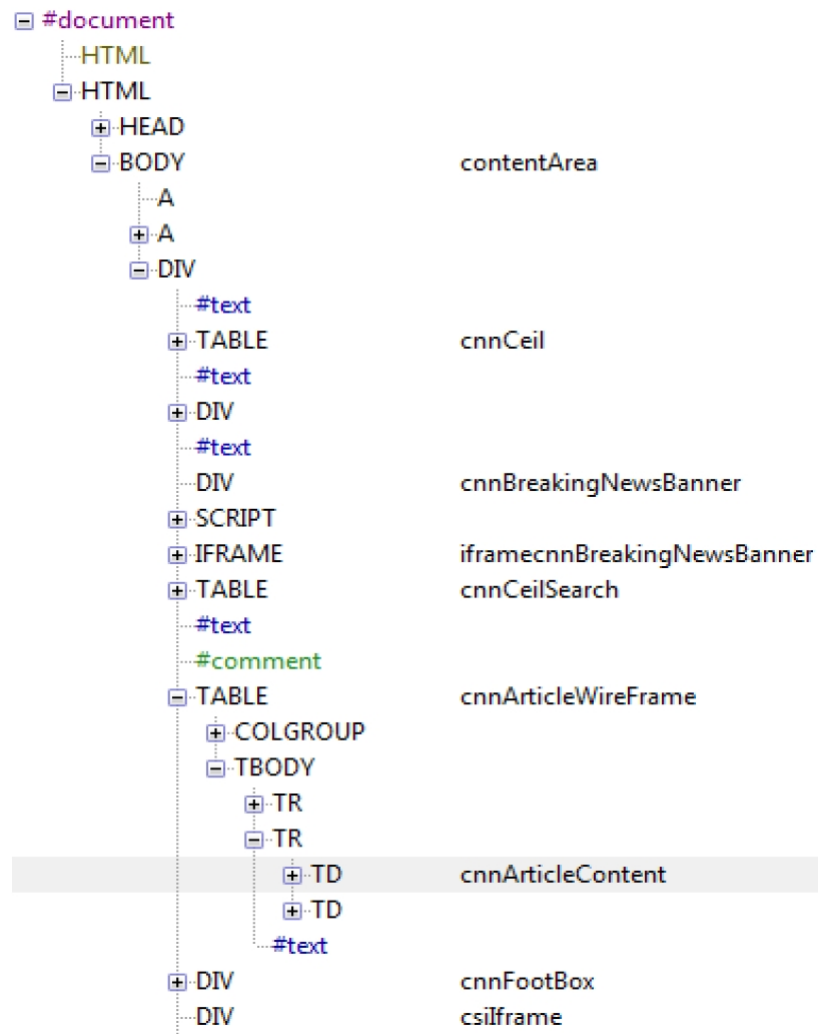 #document
HTML
HTML
HEAD
BODY contentArea
A
A
DIV
#text
TABLE cnnCeil
#text
DIV
#text
DIV cnnBreakingNewsBanner
SCRIPT
IFRAME iframecnnBreakingNewsBanner
TABLE cnnCeilSearch
#text
#comment
TABLE cnnArticleWireFrame
COLGROUP
TBODY
TR
TR
TD cnnArticleContent
TD
#text
DIV cnnFootBox
DIV csiIframe